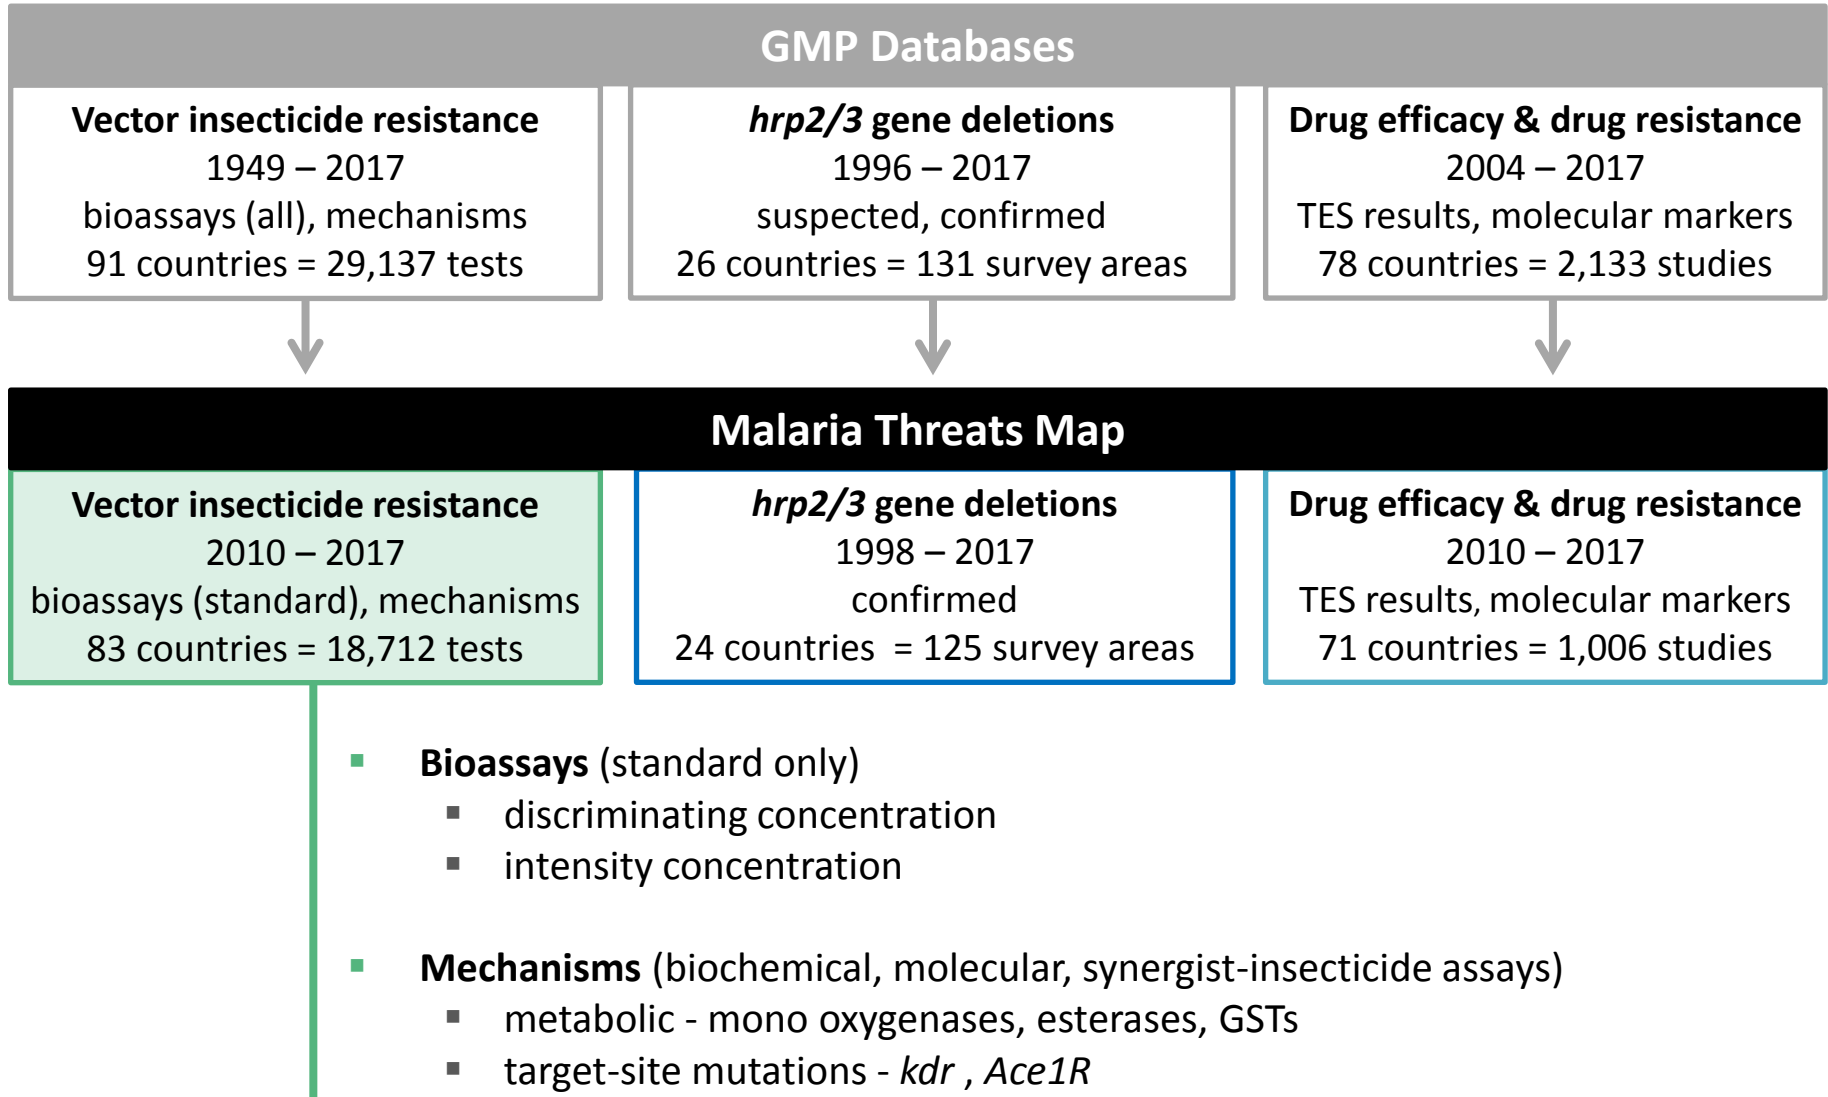 GMP Databases
Vector insecticide resistance
1949 – 2017
bioassays (all), mechanisms
91 countries = 29,137 tests
hrp2/3 gene deletions
1996 – 2017
suspected, confirmed
26 countries = 131 survey areas
Drug efficacy & drug resistance
2004 – 2017
TES results, molecular markers
78 countries = 2,133 studies
Malaria Threats Map
Vector insecticide resistance
2010 – 2017
bioassays (standard), mechanisms
83 countries = 18,712 tests
hrp2/3 gene deletions
1998 – 2017
confirmed
24 countries = 125 survey areas
Drug efficacy & drug resistance
2010 – 2017
TES results, molecular markers
71 countries = 1,006 studies
▪ Bioassays (standard only)
▪ discriminating concentration
▪ intensity concentration
▪ Mechanisms (biochemical, molecular, synergist-insecticide assays)
▪ metabolic - mono oxygenases, esterases, GSTs
▪ target-site mutations - kdr , Ace1R